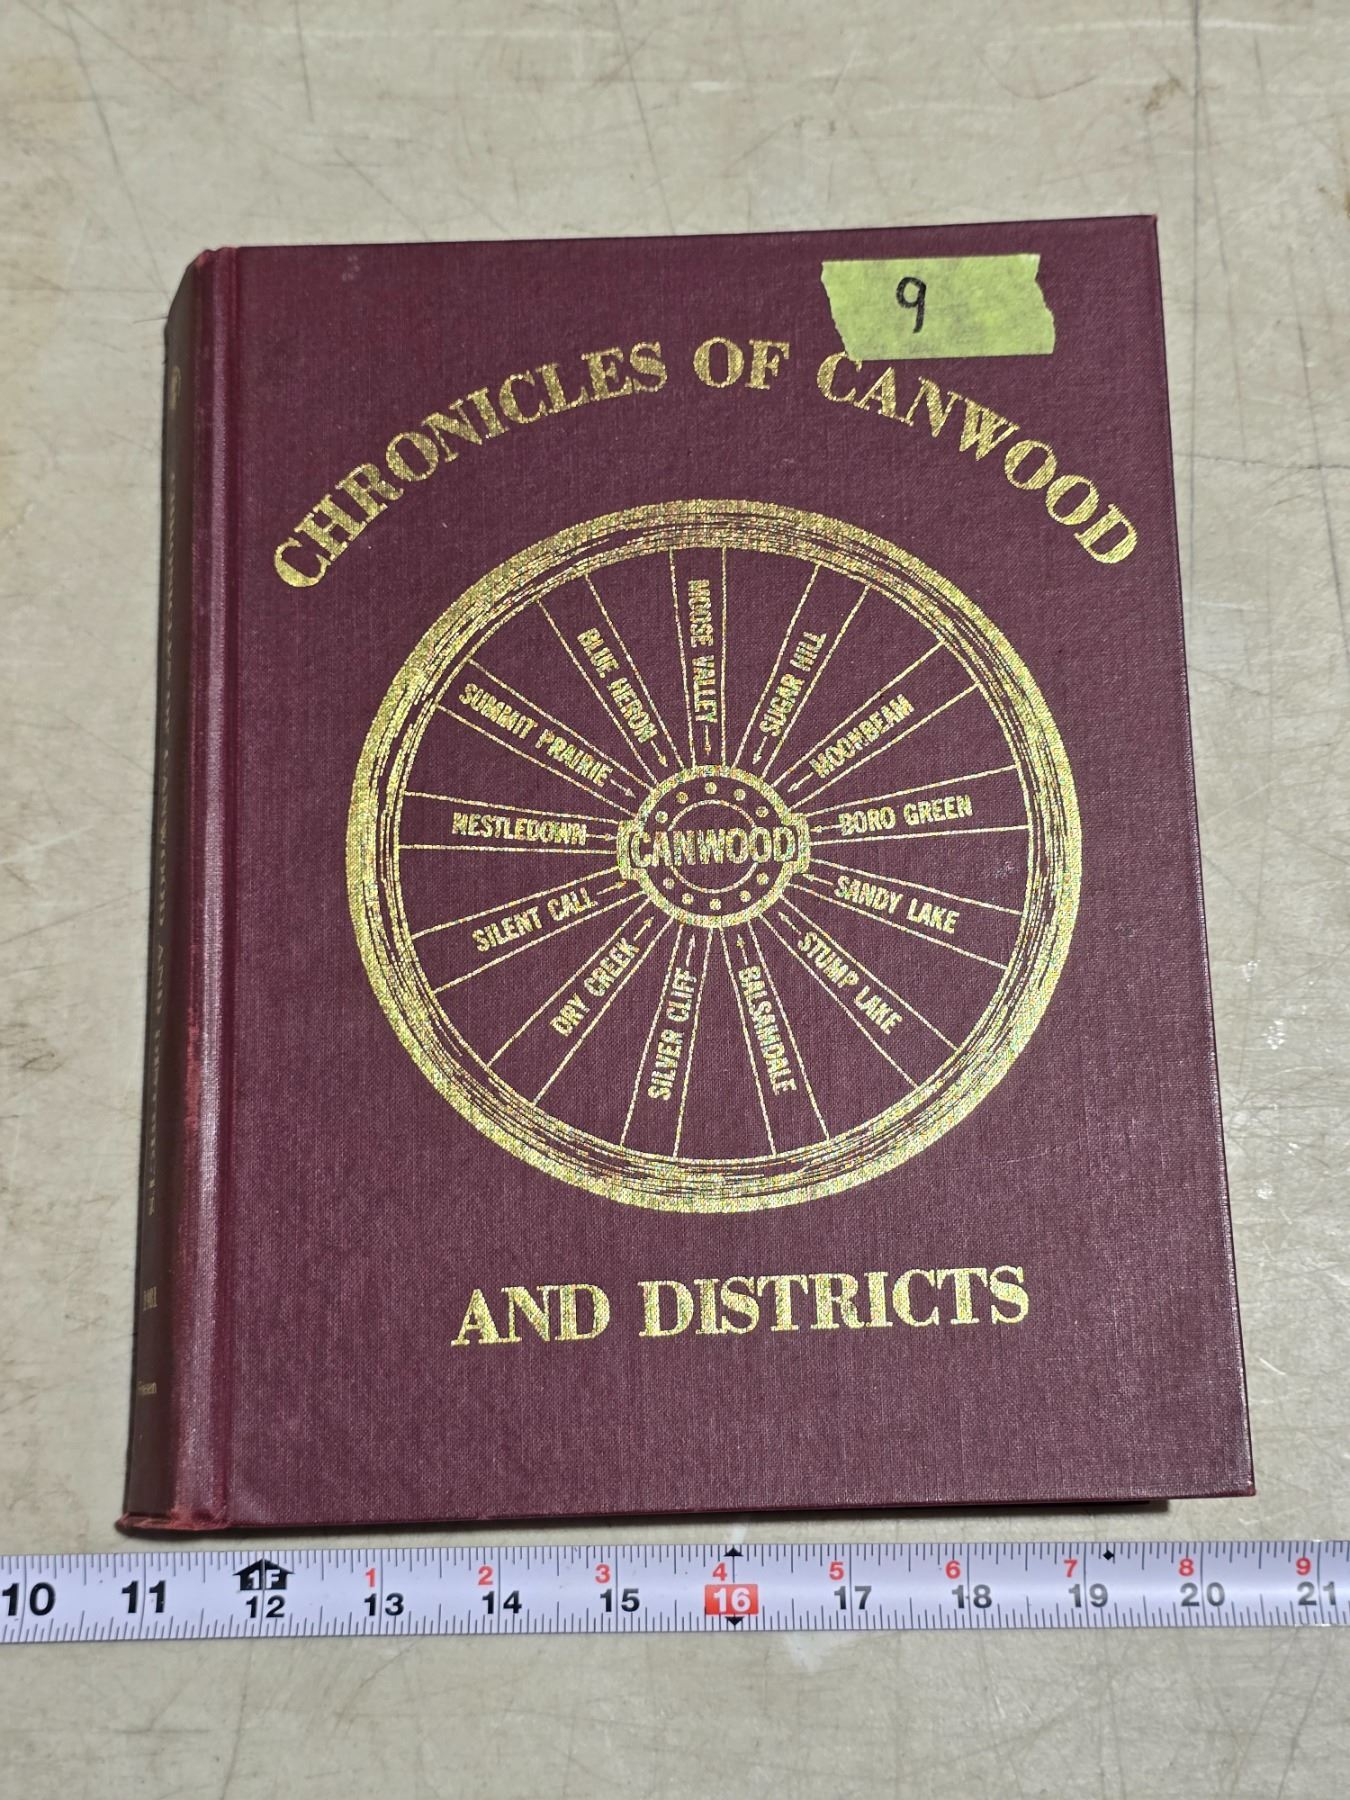 9
CHRONICLES OF CANWOOD
MOOSE VALLEY
SUGAR HILL
MOONBEAM
BORO GREEN
SANDY LAKE
STUMP LAKE
BALSAMDALE
SILVER CLIFF
DRY CREEK
SILENT CALL
NESTLEDOWN
SUMMIT PRAIRIE
BLUE HERON
CANWOOD
AND DISTRICTS
1 2 3 4 5 6 7 8 9
10 11 1F 12 13 14 15 16 17 18 19 20 21